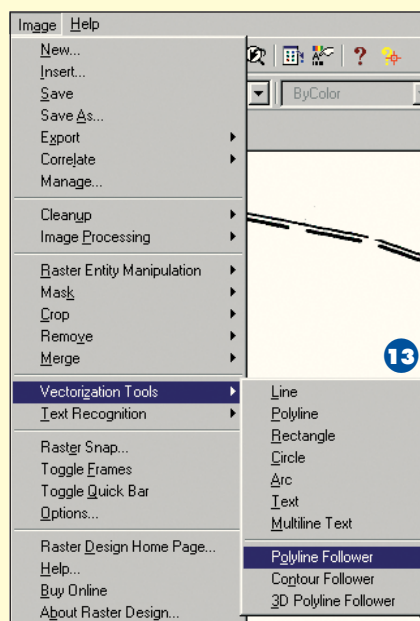 Image Help
New...
Insert...
Save
Save As...
Export
Correlate
Manage...
ByColor
Cleanup
Image Processing
Raster Entity Manipulation
Mask
Crop
Remove
Merge
13
Vectorization Tools
Text Recognition
Raster Snap...
Toggle Frames
Toggle Quick Bar
Options...
Raster Design Home Page...
Help...
Buy Online
About Raster Design...
Line
Polyline
Rectangle
Circle
Arc
Text
Multiline Text
Polyline Follower
Contour Follower
3D Polyline Follower